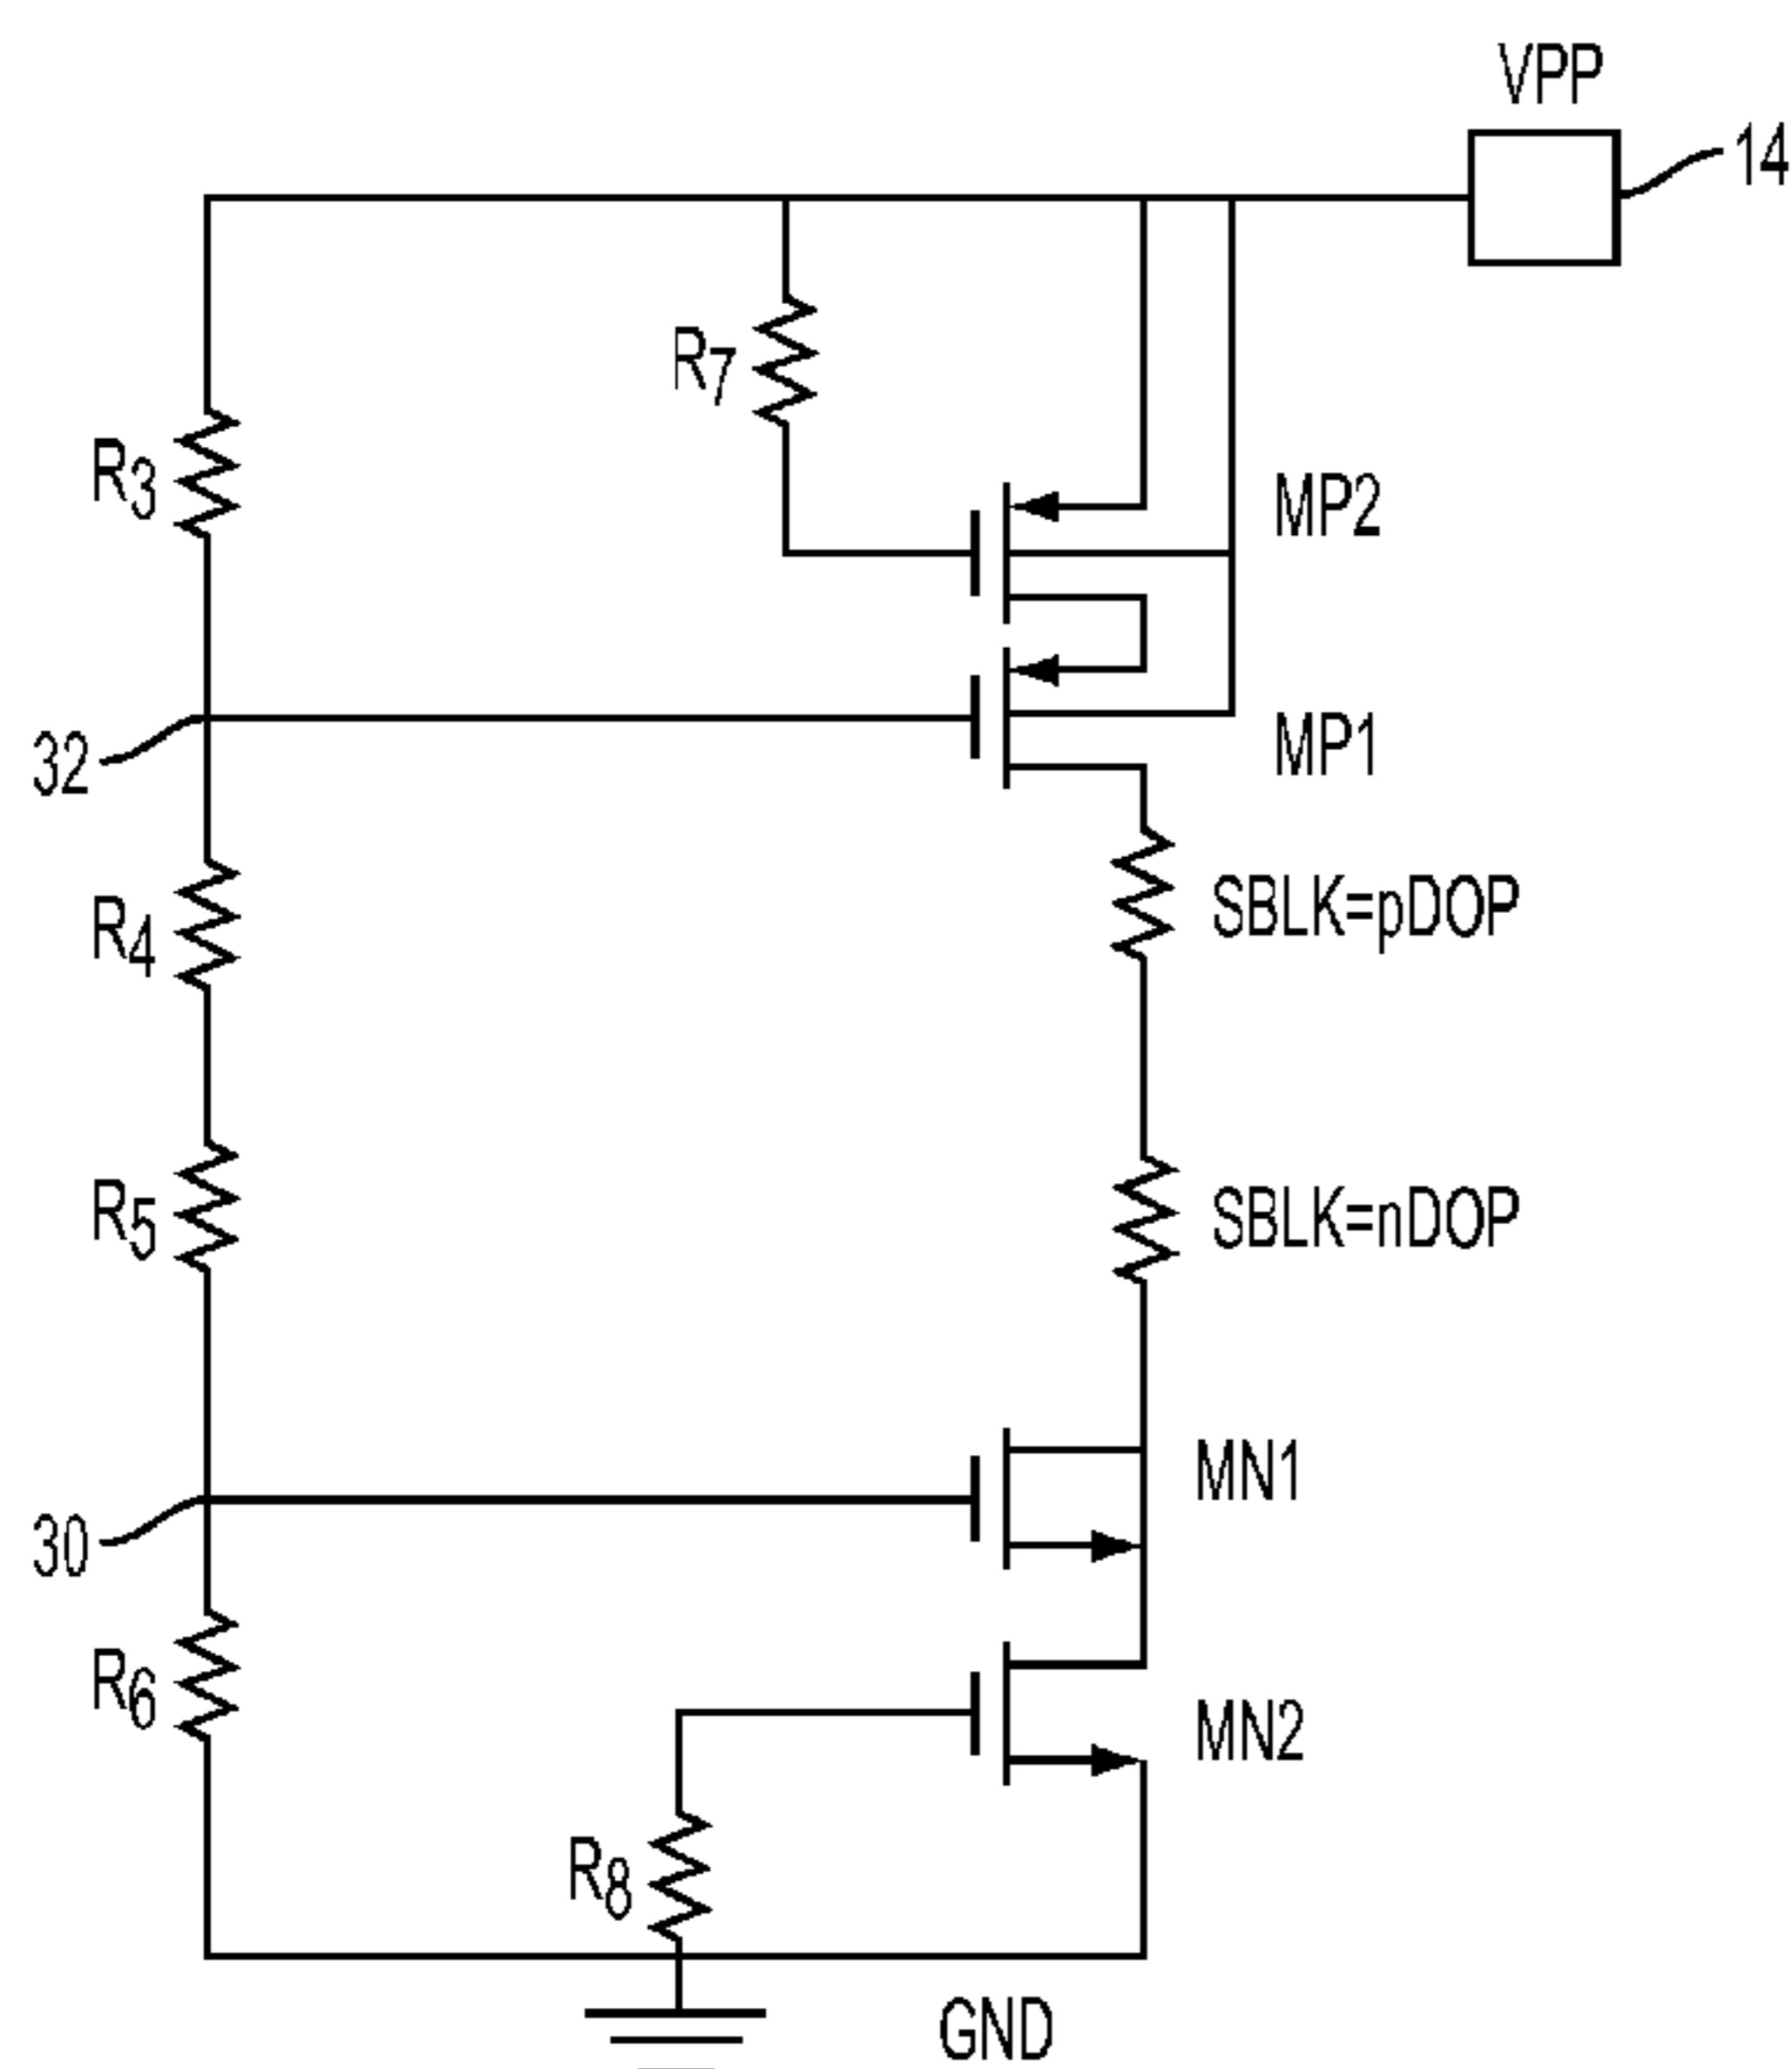 VPP
14
R7
R3
MP2
32
MP1
R4
SBLK=pDOP
R5
SBLK=nDOP
MN1
30
R6
MN2
R8
GND